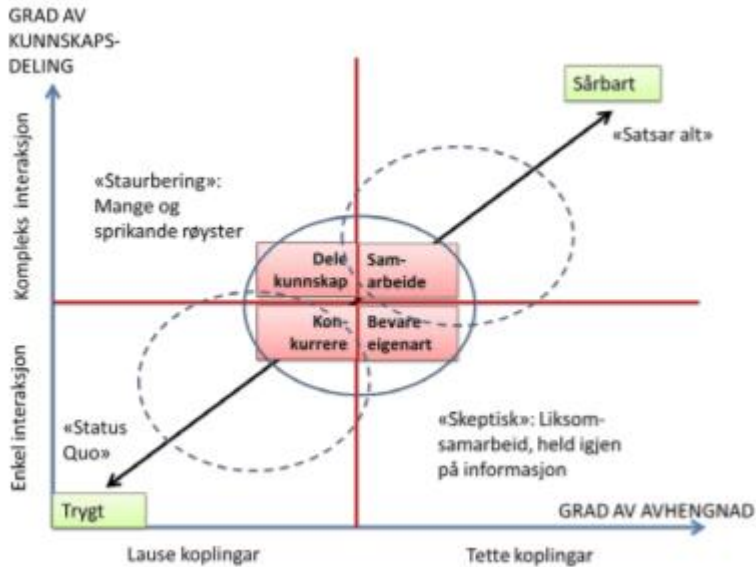 GRAD AV
KUNNSKAPS-
DELING
Sårbart
«Satsar alt»
Kompleks interaksjon
«Staurbering»:
Mange og
sprikande røyster
Dele
kunnskap
Sam-
arbeide
Kon-
kurrere
Bevare
eigenart
Enkel interaksjon
«Status
Quo»
«Skeptisk»: Liksom-
samarbeid, held igjen
på informasjon
Trygt
GRAD AV AVHENGNAD
Lause koplingar
Tette koplingar